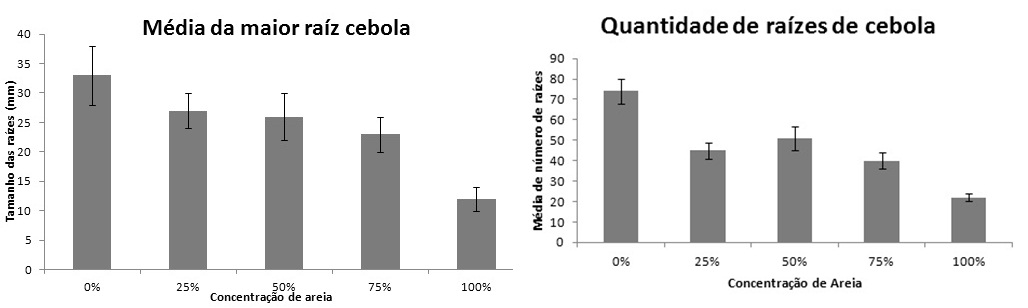 Média da maior raíz cebola
Tamanho das raízes (mm)
40
35
30
25
20
15
10
5
0
0% 25% 50% 75% 100%
Concentração de areia
Quantidade de raízes de cebola
Média de número de raízes
90
80
70
60
50
40
30
20
10
0
0% 25% 50% 75% 100%
Concentração de Areia